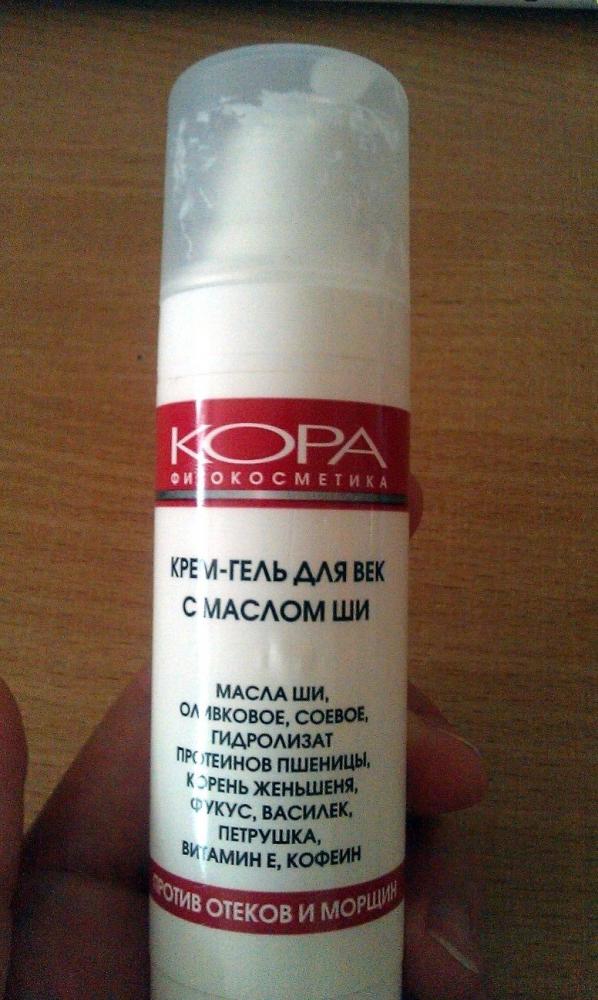 КОРА
ФИТОКОСМЕТИКА
КРЕМ-ГЕЛЬ ДЛЯ ВЕК
С МАСЛОМ ШИ
МАСЛА ШИ,
ОЛИВКОВОЕ, СОЕВОЕ,
ГИДРОЛИЗАТ
ПРОТЕИНОВ ПШЕНИЦЫ,
КОРЕНЬ ЖЕНЬШЕНЯ,
ФУКУС, ВАСИЛЕК,
ПЕТРУШКА,
ВИТАМИН Е, КОФЕИН
ПРОТИВ ОТЕКОВ И МОРЩИН